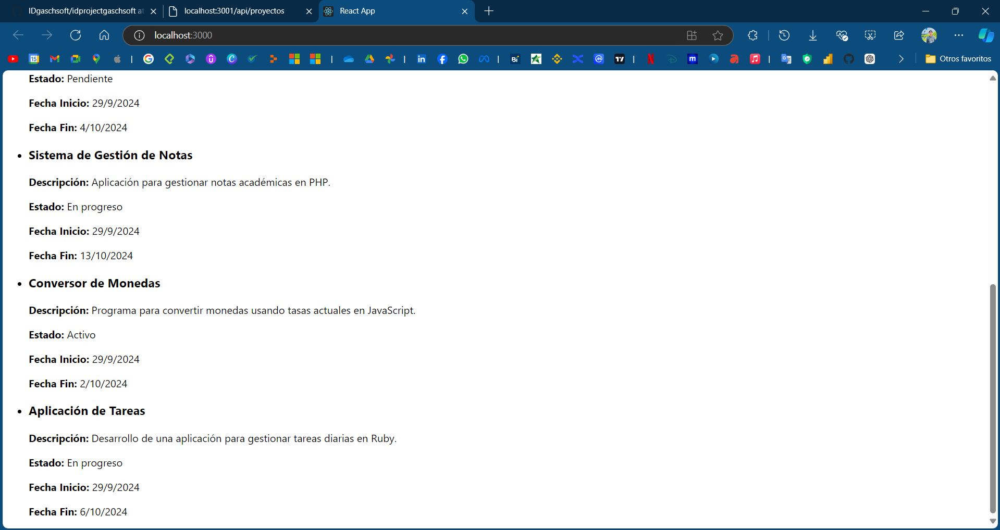 IDgaschsoft/idprojectgaschsoft at
localhost:3001/api/proyectos
React App
localhost:3000
Otros favoritos
Estado: Pendiente
Fecha Inicio: 29/9/2024
Fecha Fin: 4/10/2024
Sistema de Gestión de Notas
Descripción: Aplicación para gestionar notas académicas en PHP.
Estado: En progreso
Fecha Inicio: 29/9/2024
Fecha Fin: 13/10/2024
Conversor de Monedas
Descripción: Programa para convertir monedas usando tasas actuales en JavaScript.
Estado: Activo
Fecha Inicio: 29/9/2024
Fecha Fin: 2/10/2024
Aplicación de Tareas
Descripción: Desarrollo de una aplicación para gestionar tareas diarias en Ruby.
Estado: En progreso
Fecha Inicio: 29/9/2024
Fecha Fin: 6/10/2024